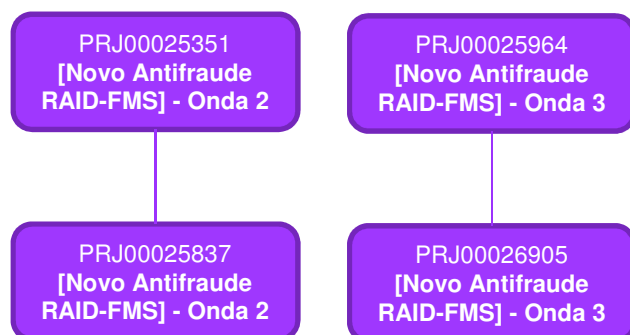 PRJ00025351
[Novo Antifraude
RAID-FMS] - Onda 2
PRJ00025964
[Novo Antifraude
RAID-FMS] - Onda 3
PRJ00025837
[Novo Antifraude
RAID-FMS] - Onda 2
PRJ00026905
[Novo Antifraude
RAID-FMS] - Onda 3